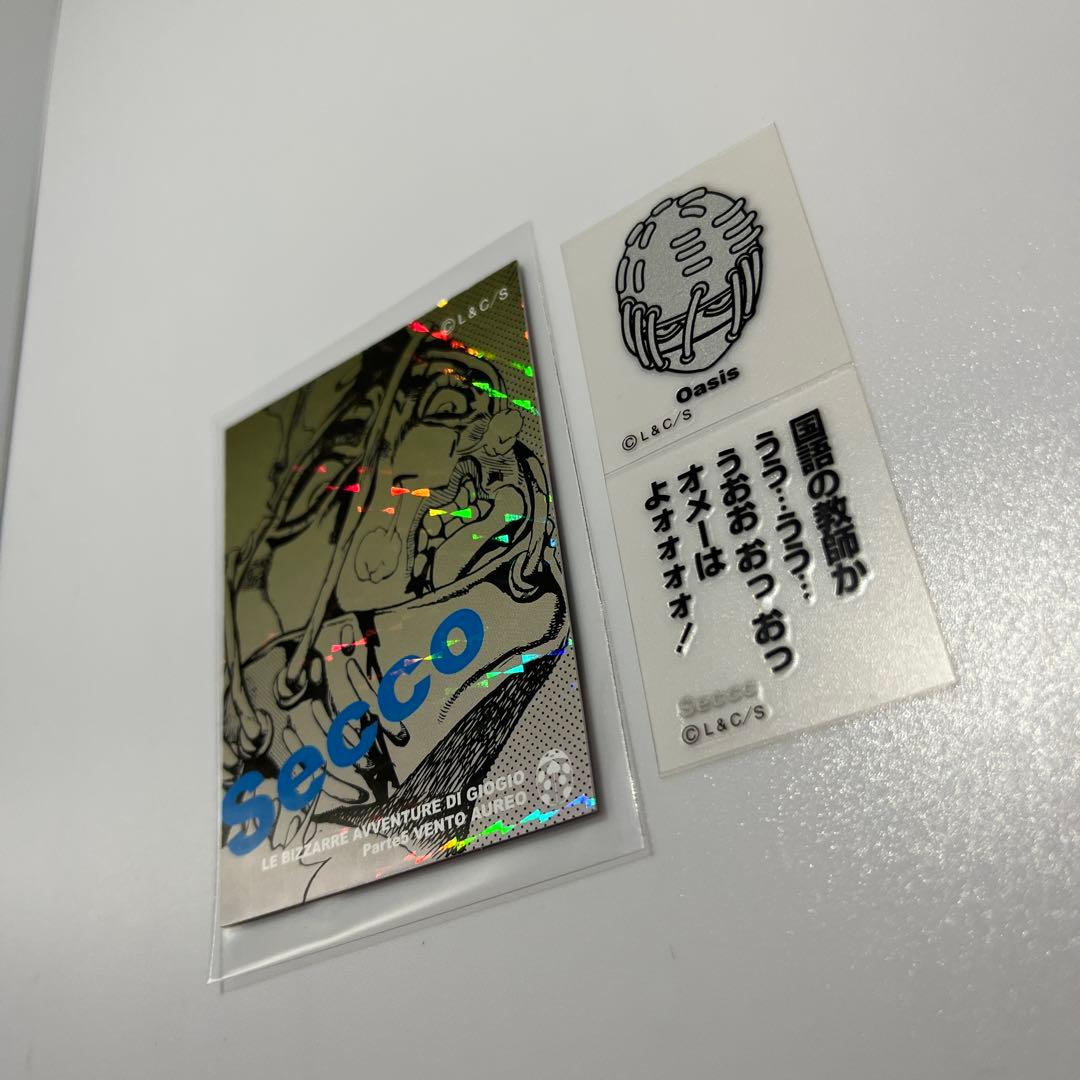 ©L&C/S
Secco
LE BIZZARRE AVVENTURE DI GIOGIO
Parte5 VENTO AUREO
Oasis
©L&C/S
国語の教師か
うう…うう…
うおお おっ おっ
オメーは
よォォォォ!
Secco
©L&C/S